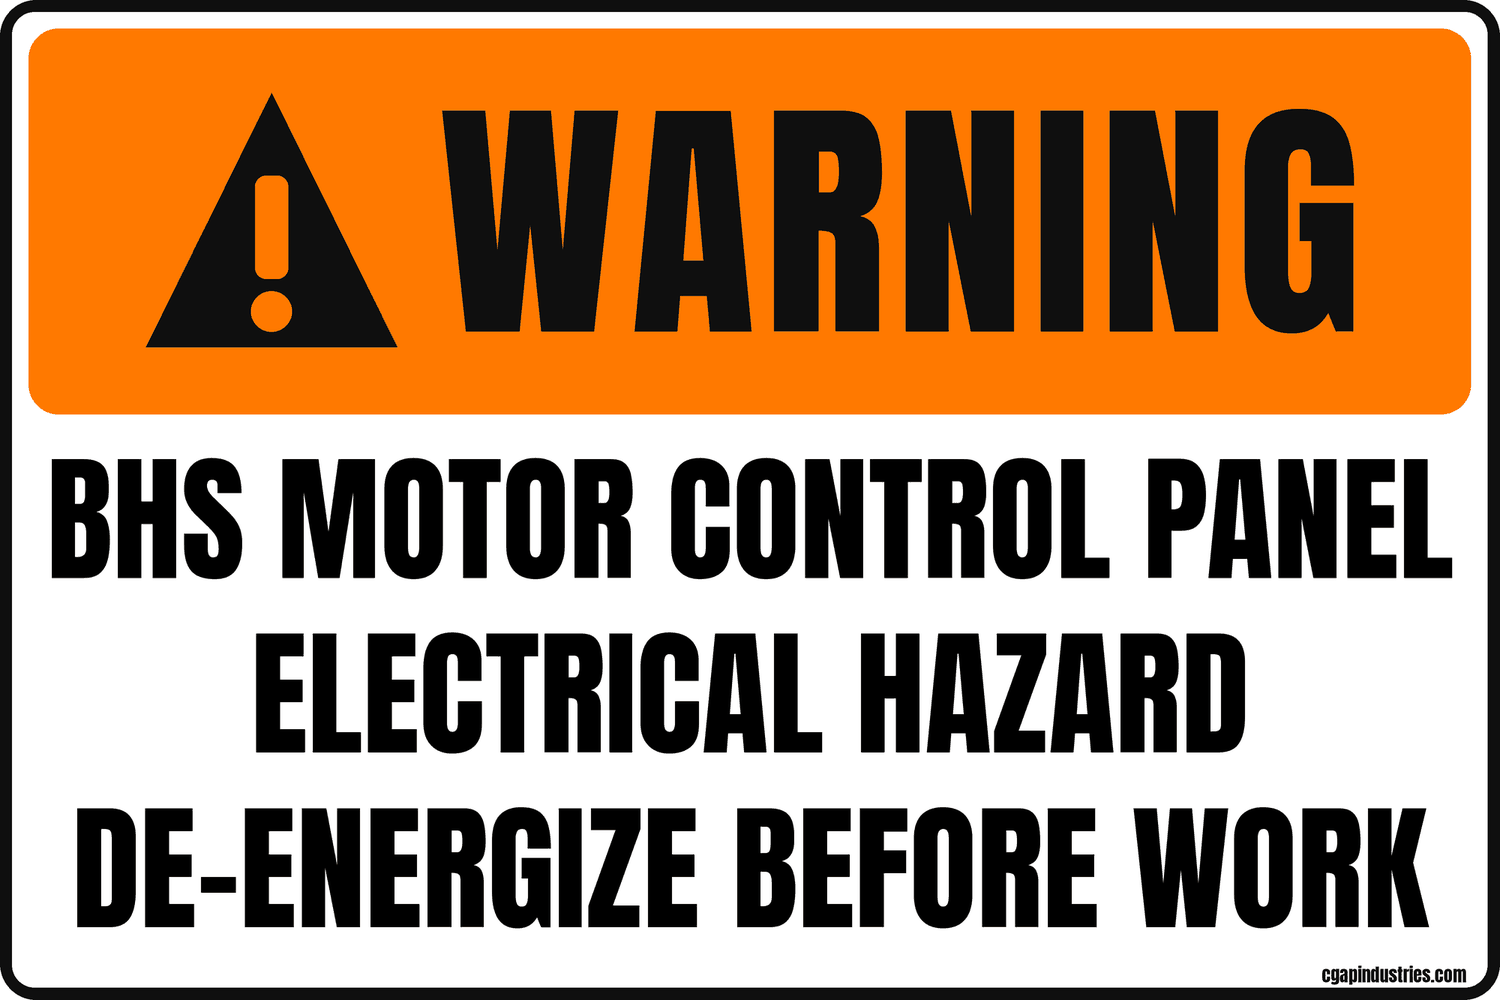 WARNING
BHS MOTOR CONTROL PANEL
ELECTRICAL HAZARD
DE-ENERGIZE BEFORE WORK
cgapindustries.com